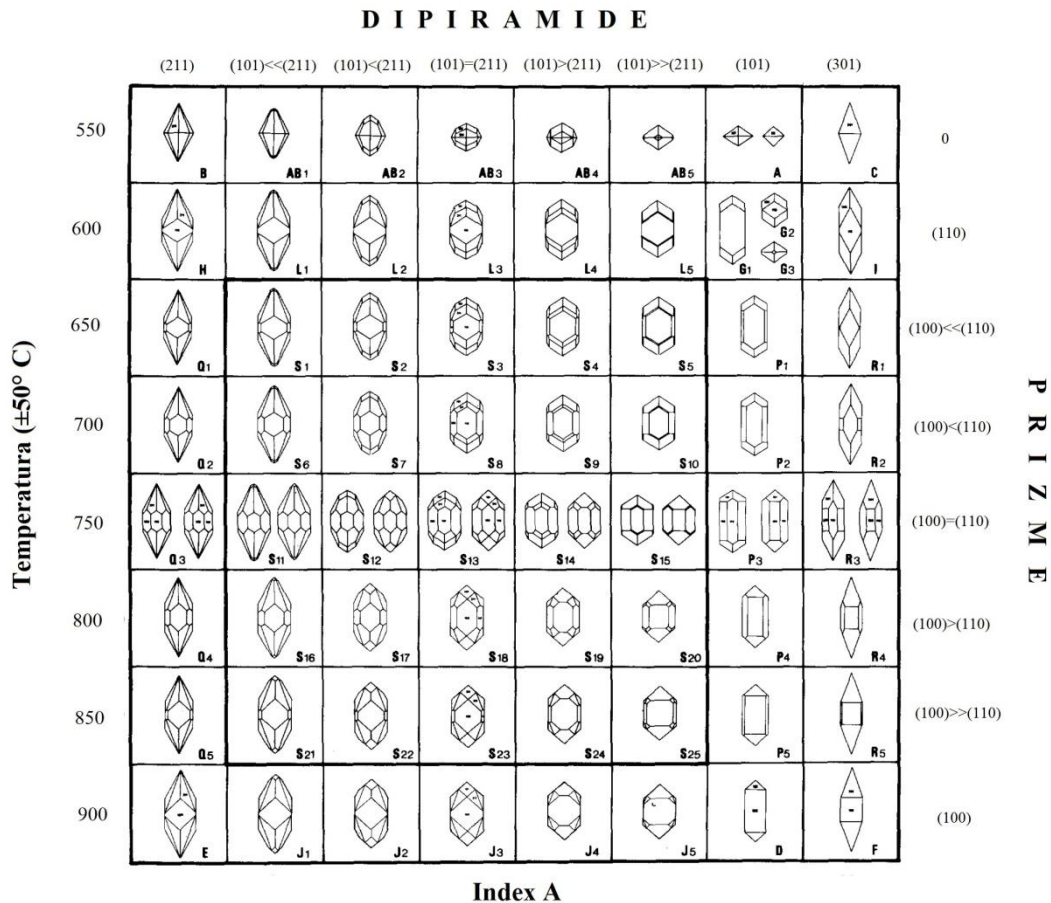 D I P I R A M I D E
(211) (101)<<(211) (101)<(211) (101)=(211) (101)>(211) (101)>>(211) (101) (301)
550 B AB1 AB2 AB3 AB4 AB5 A C 0
600 H L1 L2 L3 L4 L5 G1 G2 G3 I (110)
650 Q1 S1 S2 S3 S4 S5 P1 R1 (100)<<(110)
700 Q2 S6 S7 S8 S9 S10 P2 R2 (100)<(110)
750 Q3 S11 S12 S13 S14 S15 P3 R3 (100)=(110)
800 Q4 S16 S17 S18 S19 S20 P4 R4 (100)>(110)
850 Q5 S21 S22 S23 S24 S25 P5 R5 (100)>>(110)
900 E J1 J2 J3 J4 J5 D F (100)
Temperatura (±50° C)
P R I Z M E
Index A